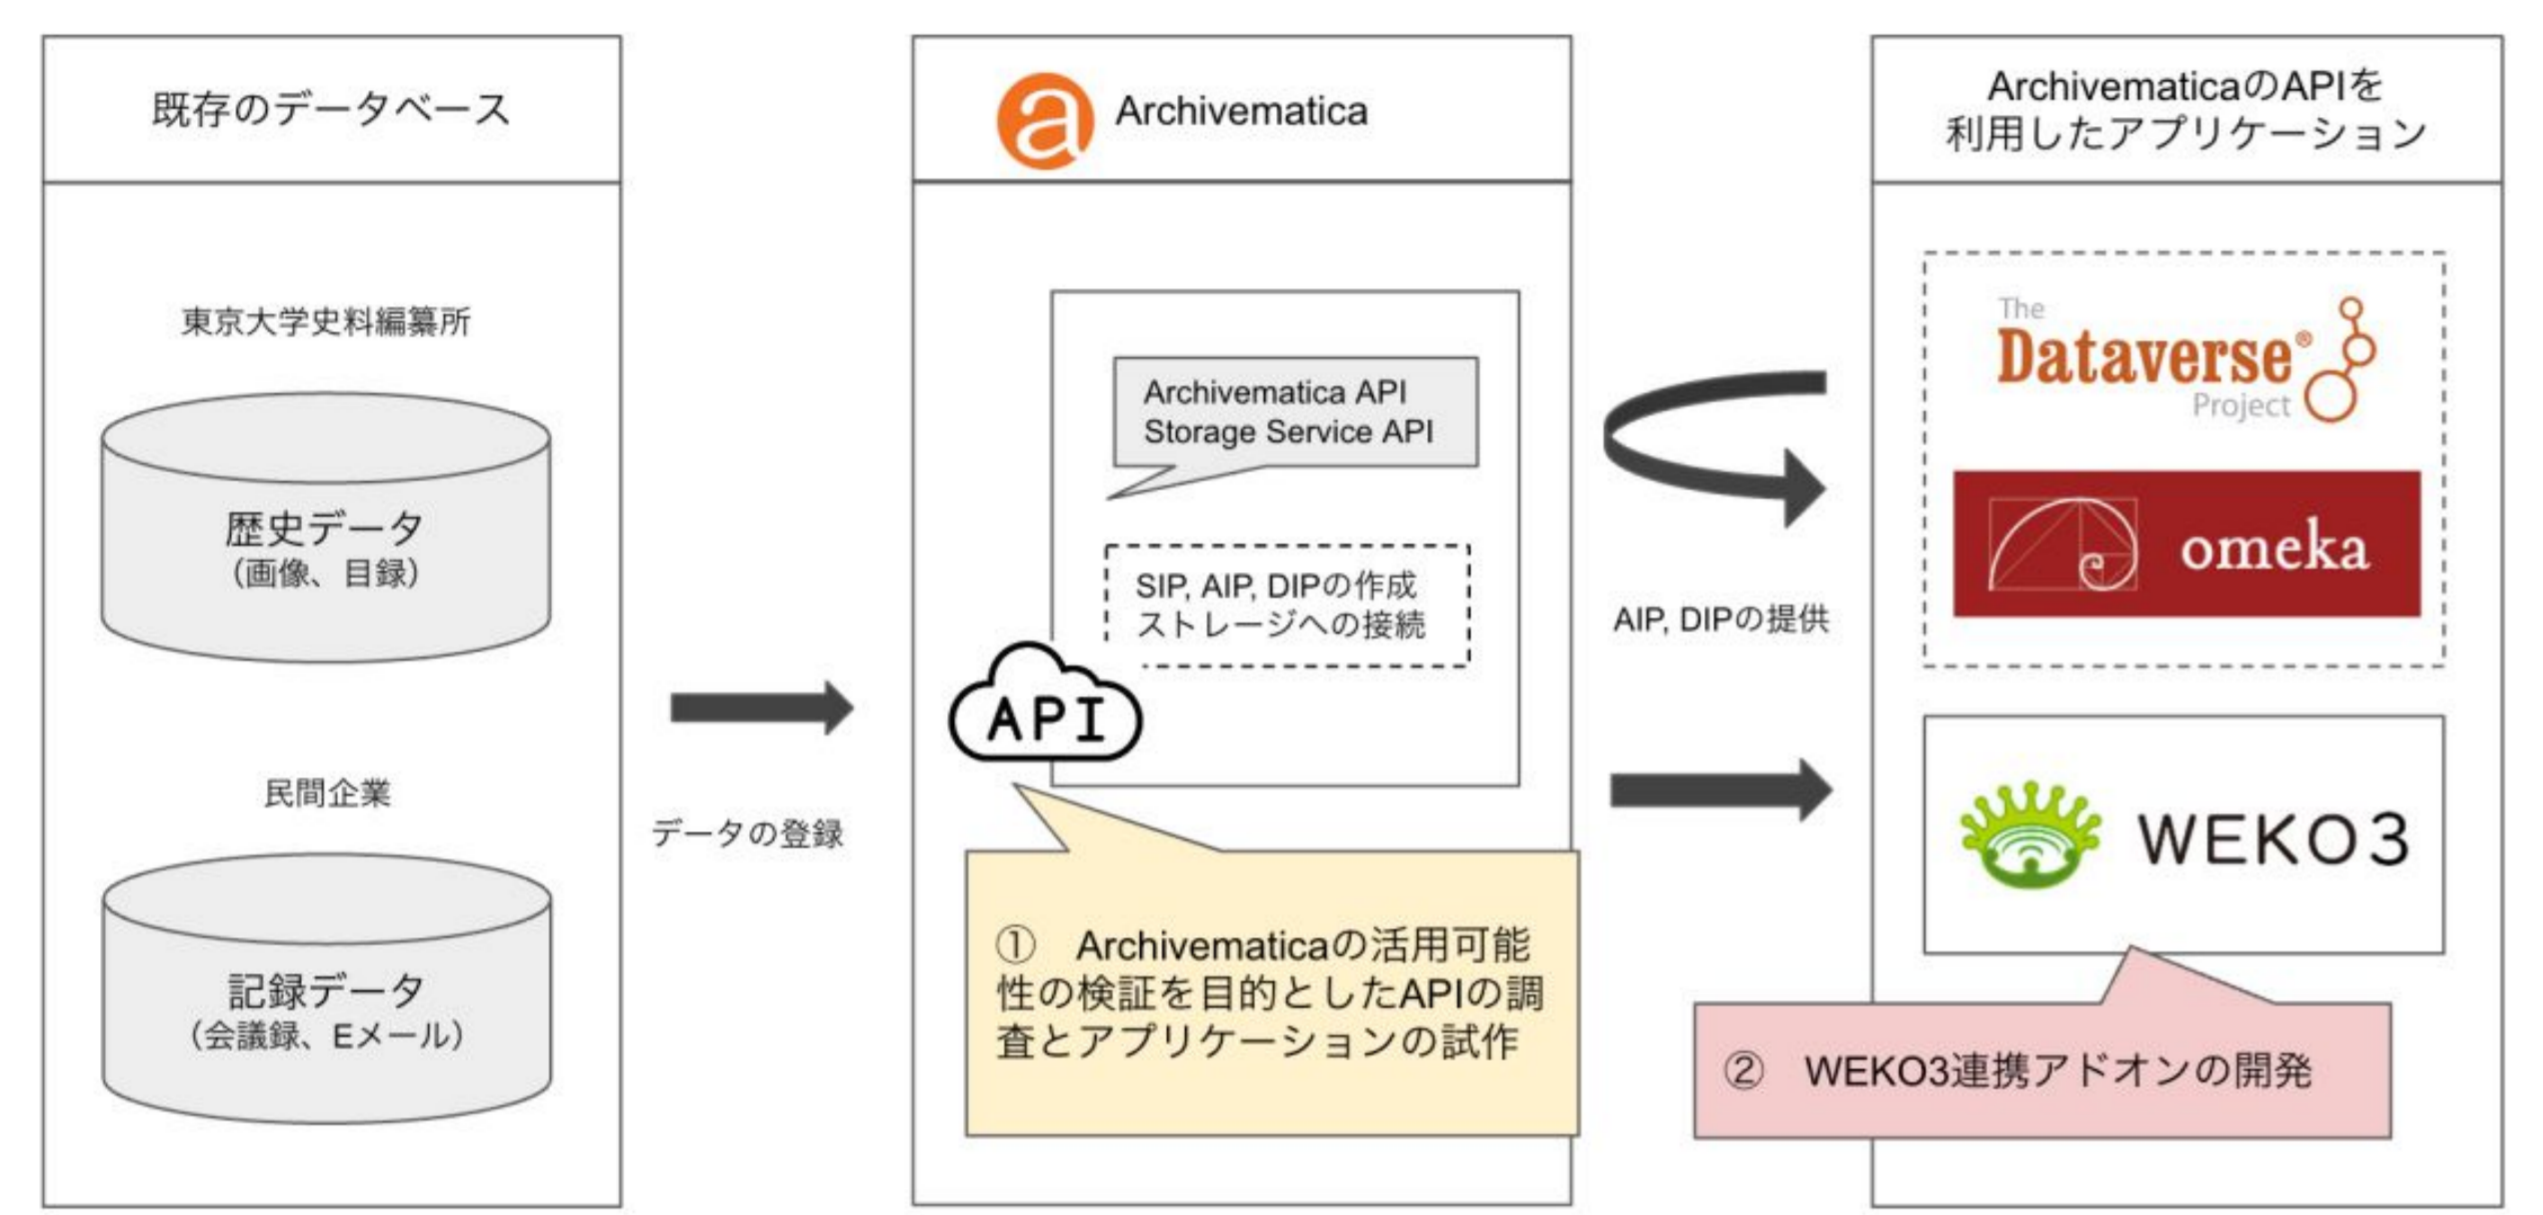 既存のデータベース
東京大学史料編纂所
歴史データ
（画像、目録）
民間企業
記録データ
（会議録、Eメール）
データの登録
a
Archivematica
Archivematica API
Storage Service API
SIP, AIP, DIPの作成
ストレージへの接続
API
① Archivematicaの活用可能
性の検証を目的としたAPIの調
査とアプリケーションの試作
AIP, DIPの提供
ArchivematicaのAPIを
利用したアプリケーション
The
Dataverse®
Project
omeka
WEKO3
② WEKO3連携アドオンの開発